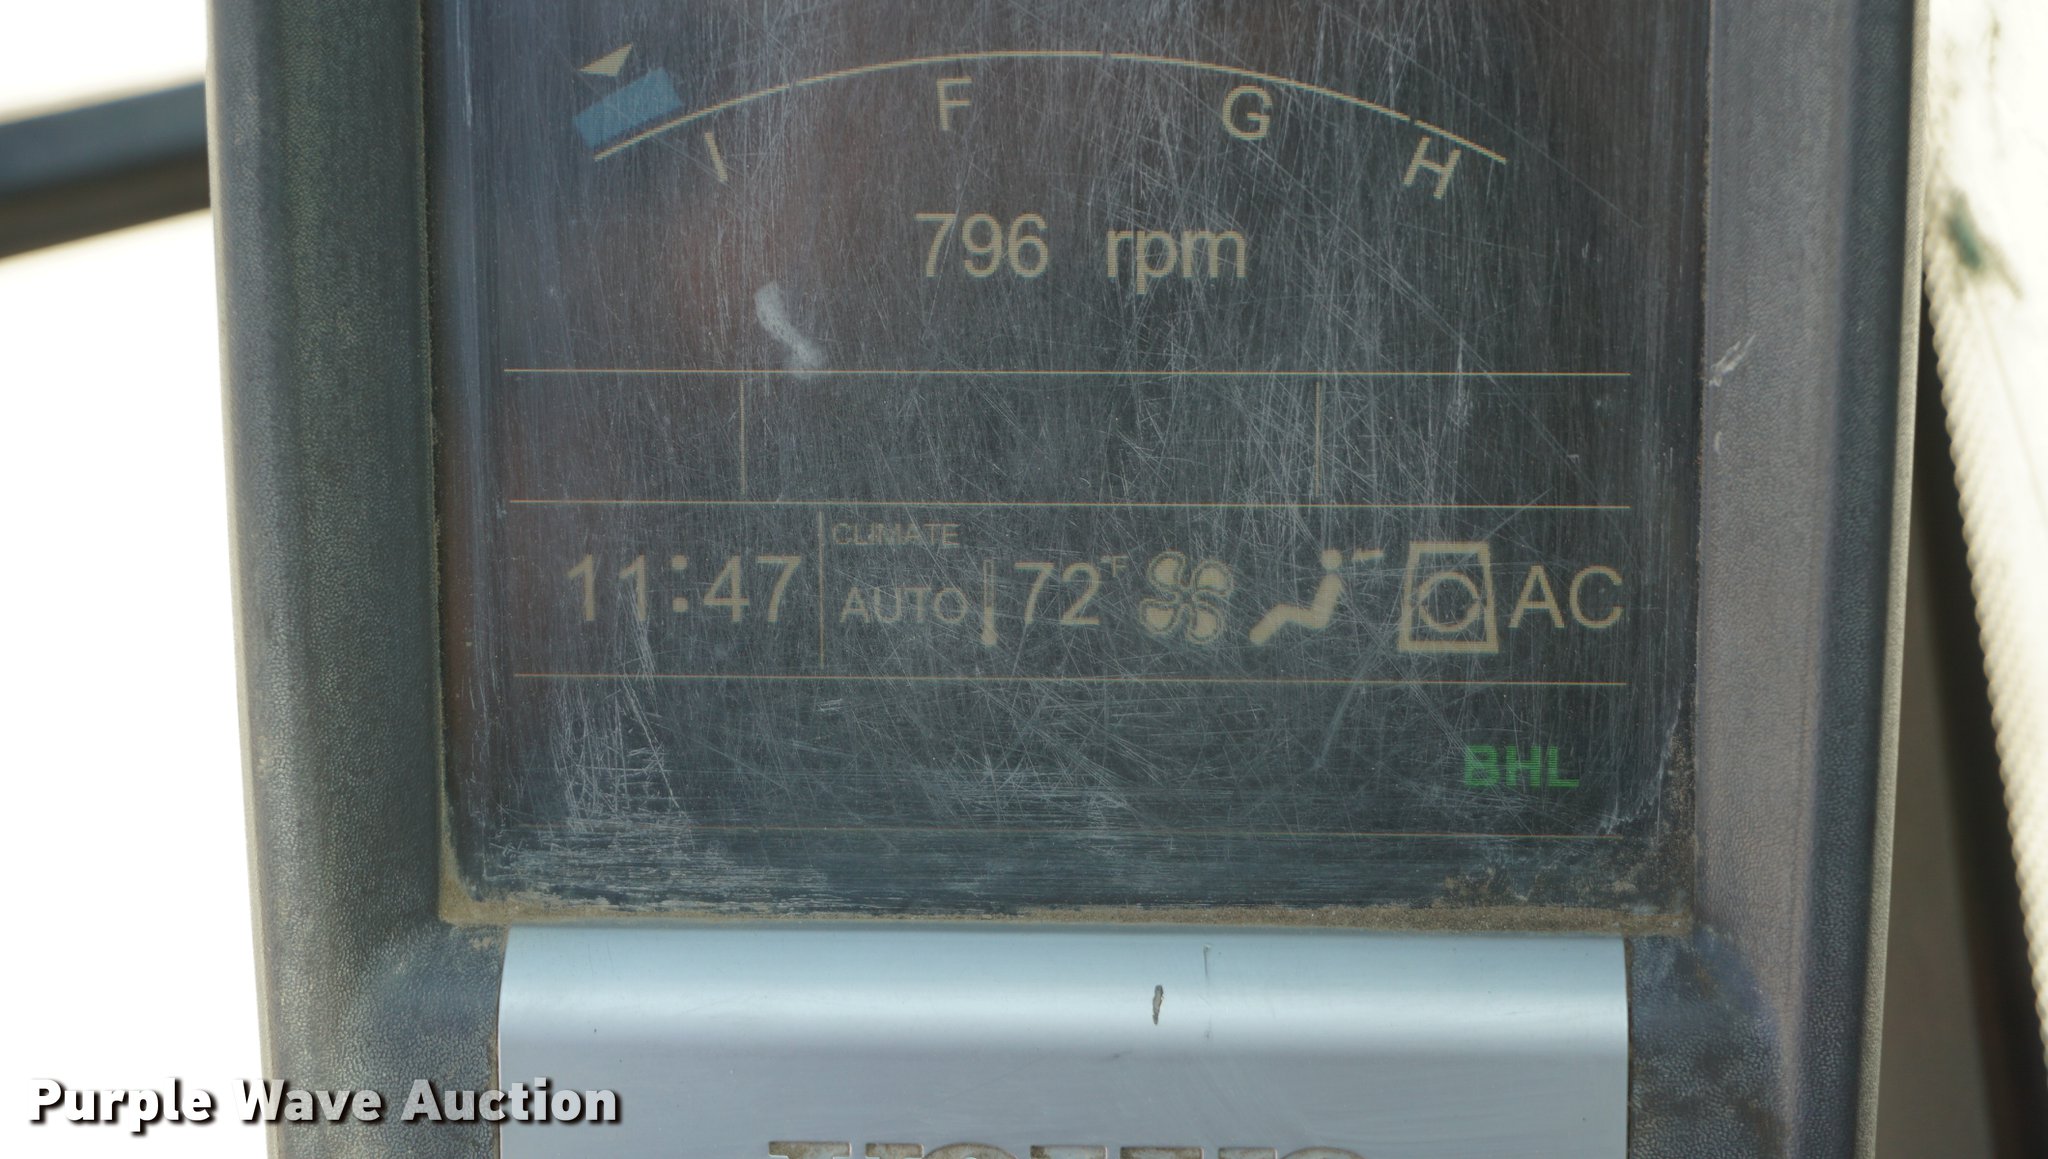 I F G H
796 rpm
CLIMATE
11:47 AUTO 72°F AC
BHL
Purple Wave Auction